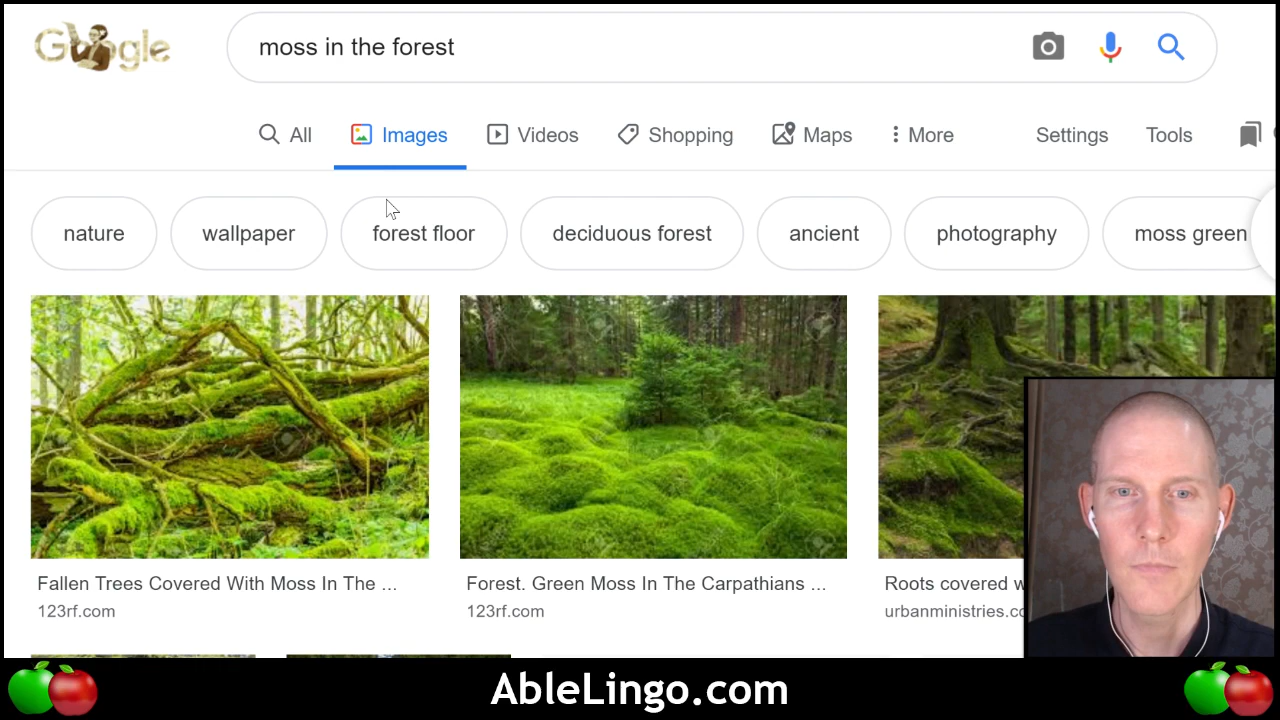 Google
moss in the forest
All Images Videos Shopping Maps More Settings Tools
nature wallpaper forest floor deciduous forest ancient photography moss green
Fallen Trees Covered With Moss In The ...
123rf.com
Forest. Green Moss In The Carpathians ...
123rf.com
Roots covered
urbanministries.co
AbleLingo.com